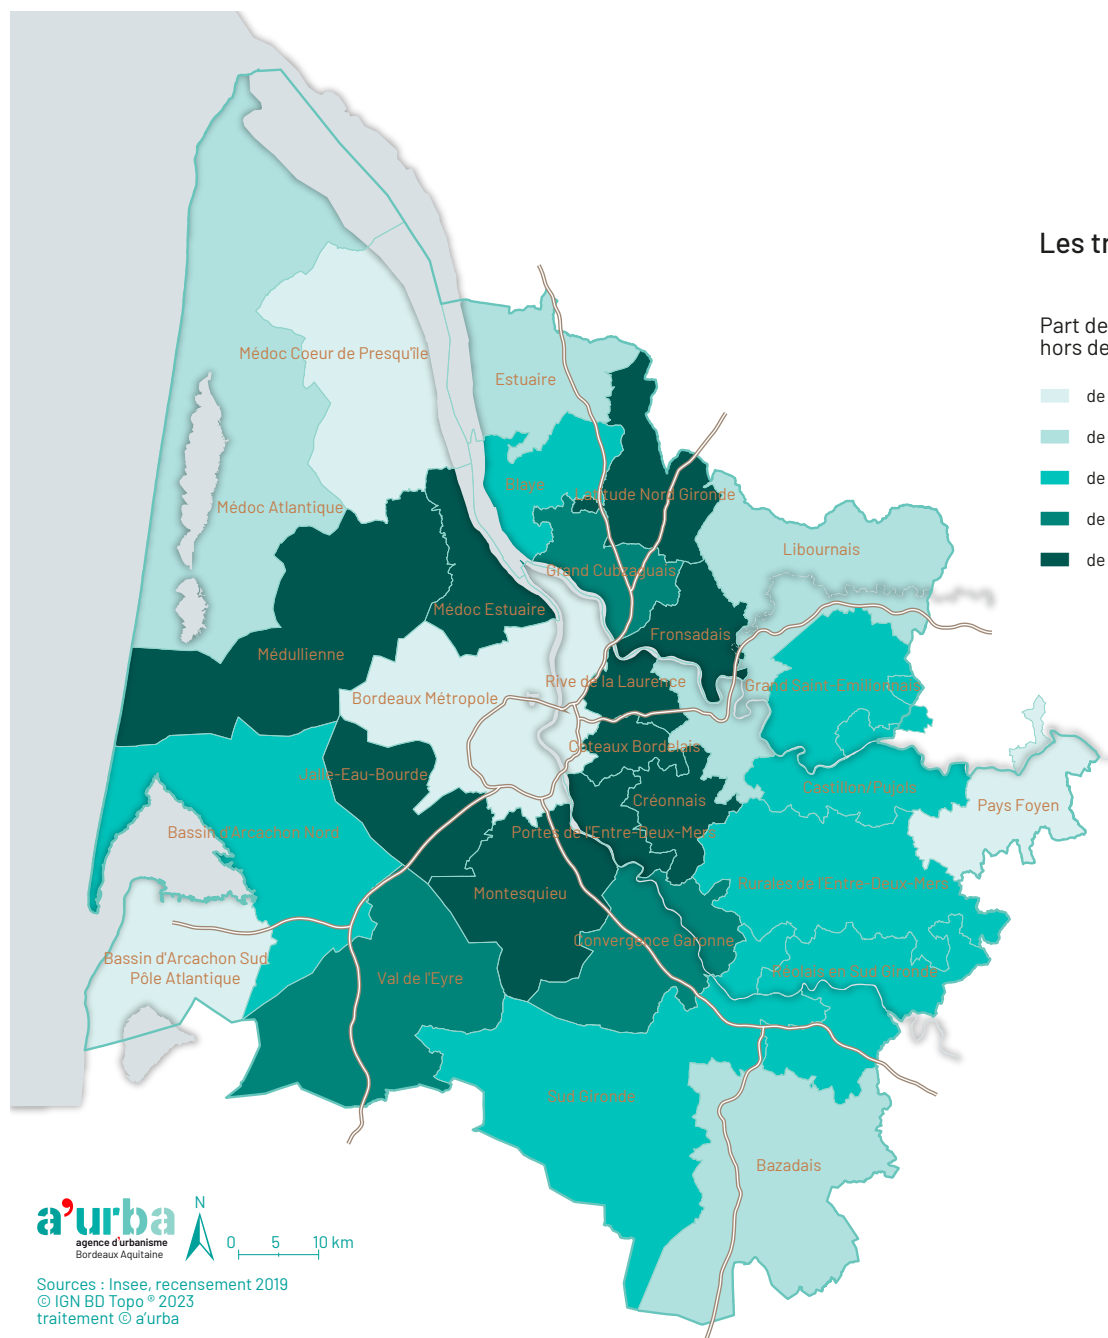 Les tr
Part de
hors de
de
de
de
de
de
Médoc Coeur de Presqu'île
Estuaire
Blaye
Latitude Nord Gironde
Médoc Atlantique
Libournais
Grand Cubzaguais
Médoc Estuaire
Fronsadais
Médullienne
Rive de la Laurence
Grand Saint-Emilionnais
Bordeaux Métropole
Coteaux Bordelais
Jalle-Eau-Bourde
Castillon/Pujols
Créonnais
Pays Foyen
Bassin d'Arcachon Nord
Portes de l'Entre-Deux-Mers
Rurales de l'Entre-Deux-Mers
Montesquieu
Convergence Garonne
Bassin d'Arcachon Sud
Pôle Atlantique
Val de l'Eyre
Réolais en Sud Gironde
Sud Gironde
Bazadais
a'urba
agence d'urbanisme
Bordeaux Aquitaine
N
0 5 10 km
Sources : Insee, recensement 2019
© IGN BD Topo ® 2023
traitement © a'urba